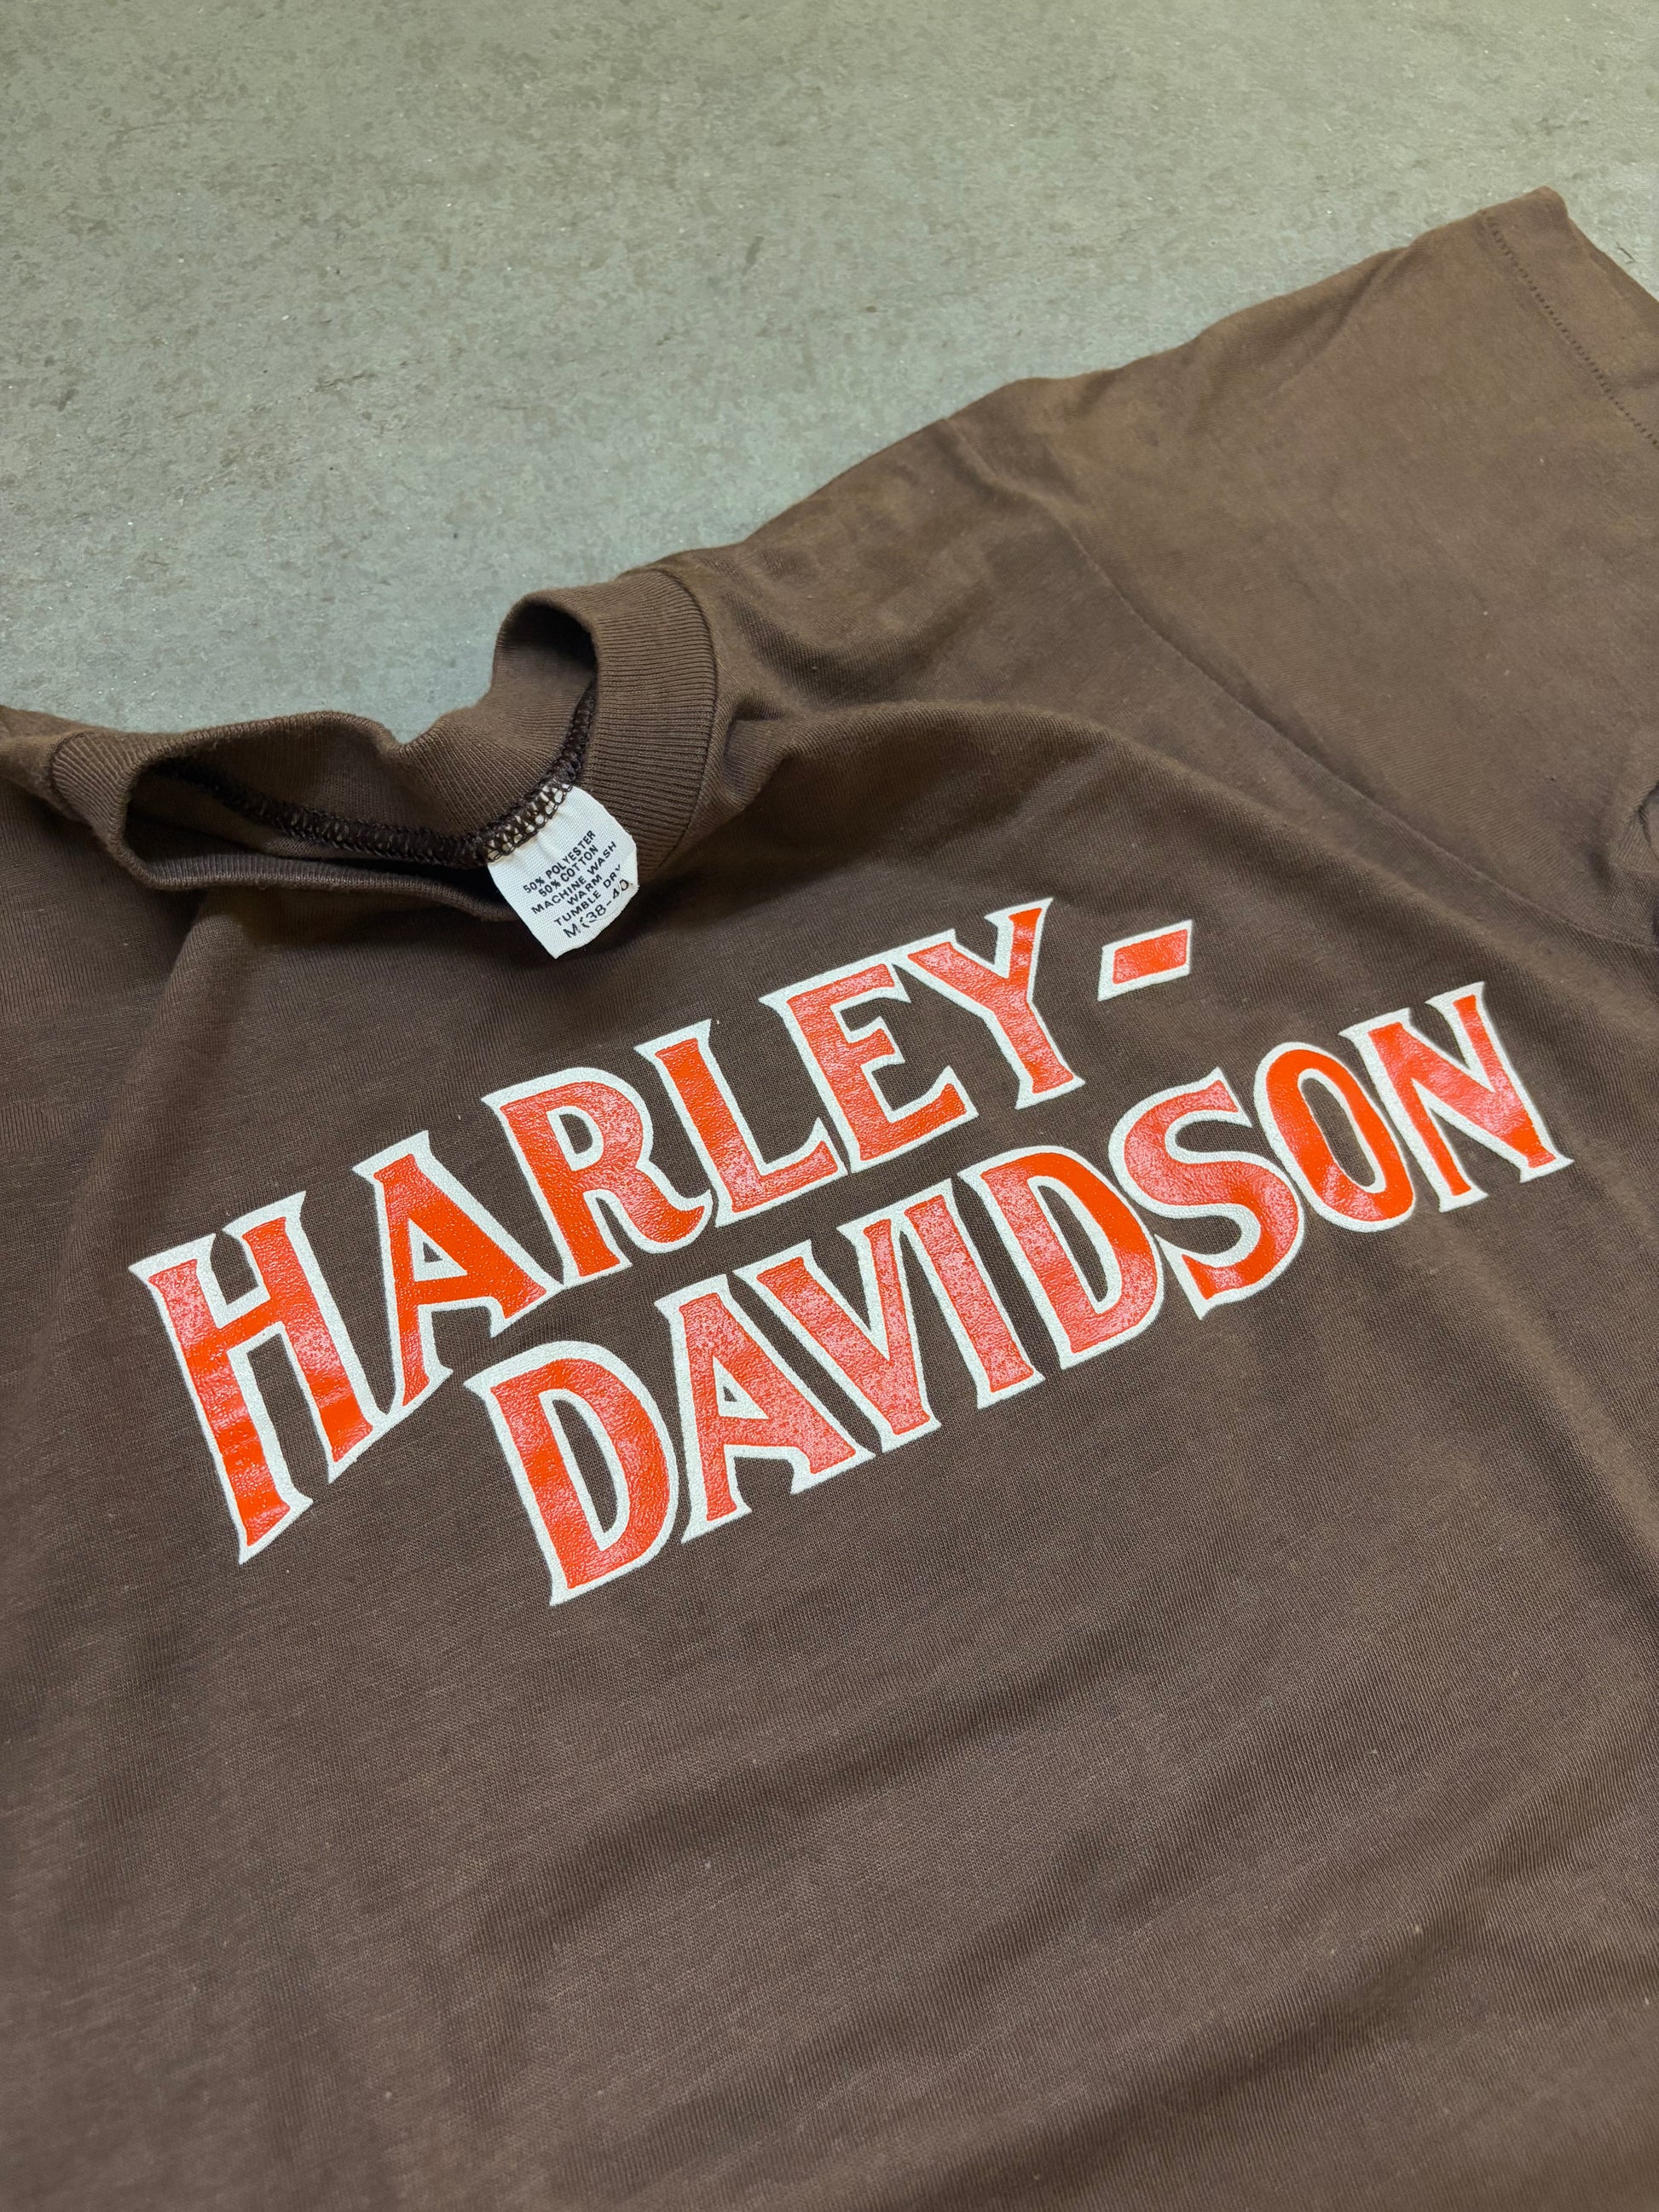 50% POLYESTER
50% COTTON
MACHINE WASH
WARM
TUMBLE DRY
M (38-40
HARLEY-
DAVIDSON